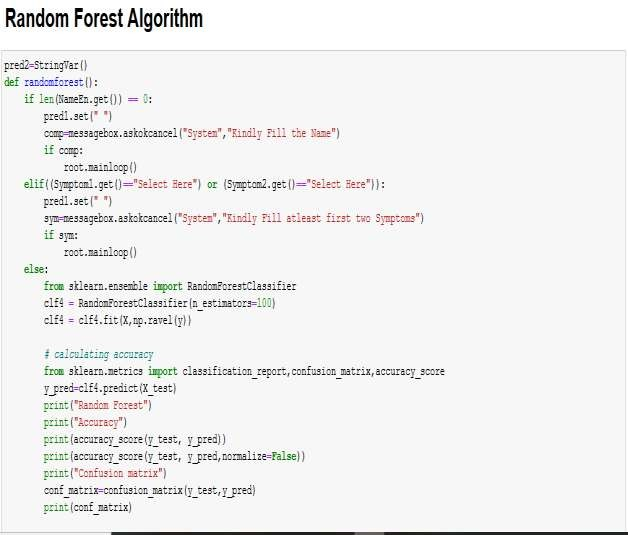 Random Forest Algorithm
pred2=StringVar()
def randomforest():
    if len(NameEn.get()) == 0:
        pred1.set(" ")
        comp=messagebox.askokcancel("System","Kindly Fill the Name")
        if comp:
            root.mainloop()
    elif((Symptom1.get()=="Select Here") or (Symptom2.get()=="Select Here")):
        pred1.set(" ")
        sym=messagebox.askokcancel("System","Kindly Fill atleast first two Symptoms")
        if sym:
            root.mainloop()
    else:
        from sklearn.ensemble import RandomForestClassifier
        clf4 = RandomForestClassifier(n_estimators=100)
        clf4 = clf4.fit(X,np.ravel(y))
        # calculating accuracy
        from sklearn.metrics import classification_report,confusion_matrix,accuracy_score
        y_pred=clf4.predict(X_test)
        print("Random Forest")
        print("Accuracy")
        print(accuracy_score(y_test, y_pred))
        print(accuracy_score(y_test, y_pred,normalize=False))
        print("Confusion matrix")
        conf_matrix=confusion_matrix(y_test,y_pred)
        print(conf_matrix)